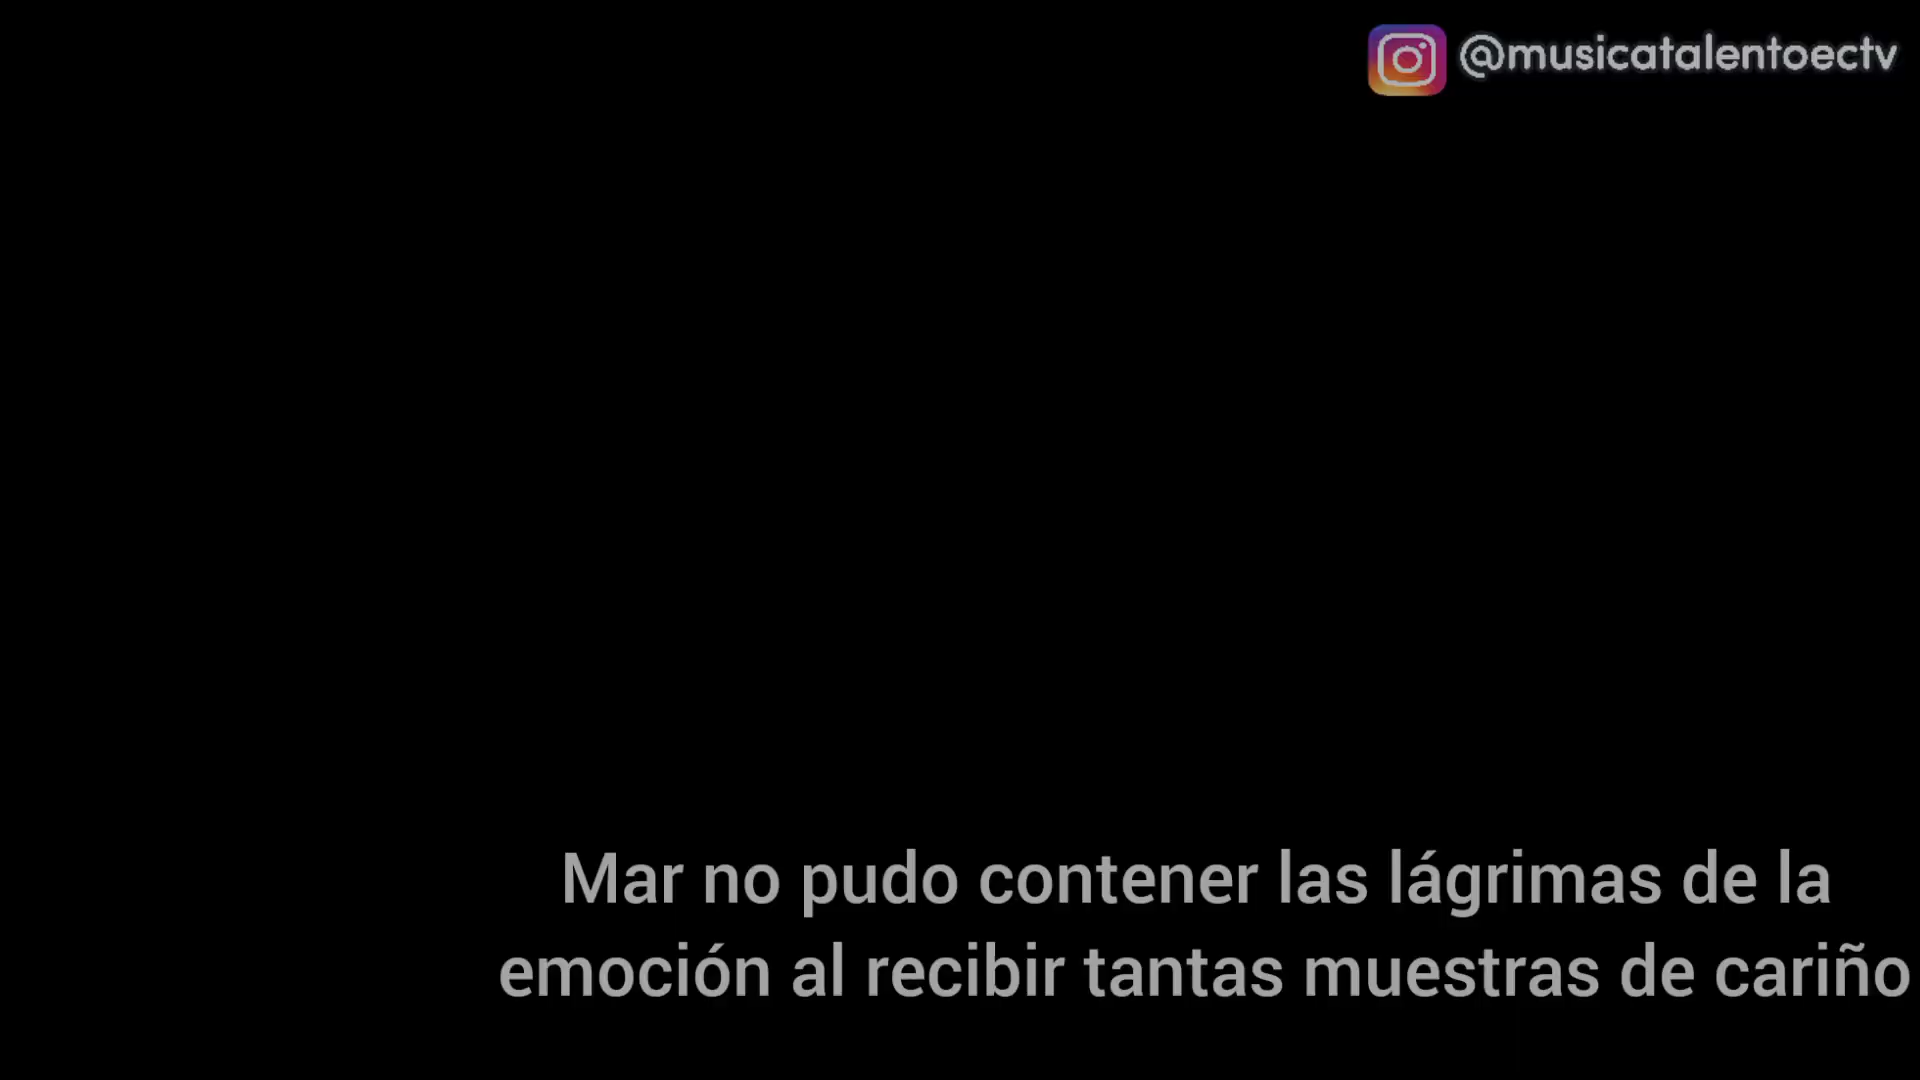 @musicatalentoectv
Mar no pudo contener las lágrimas de la
emoción al recibir tantas muestras de cariño